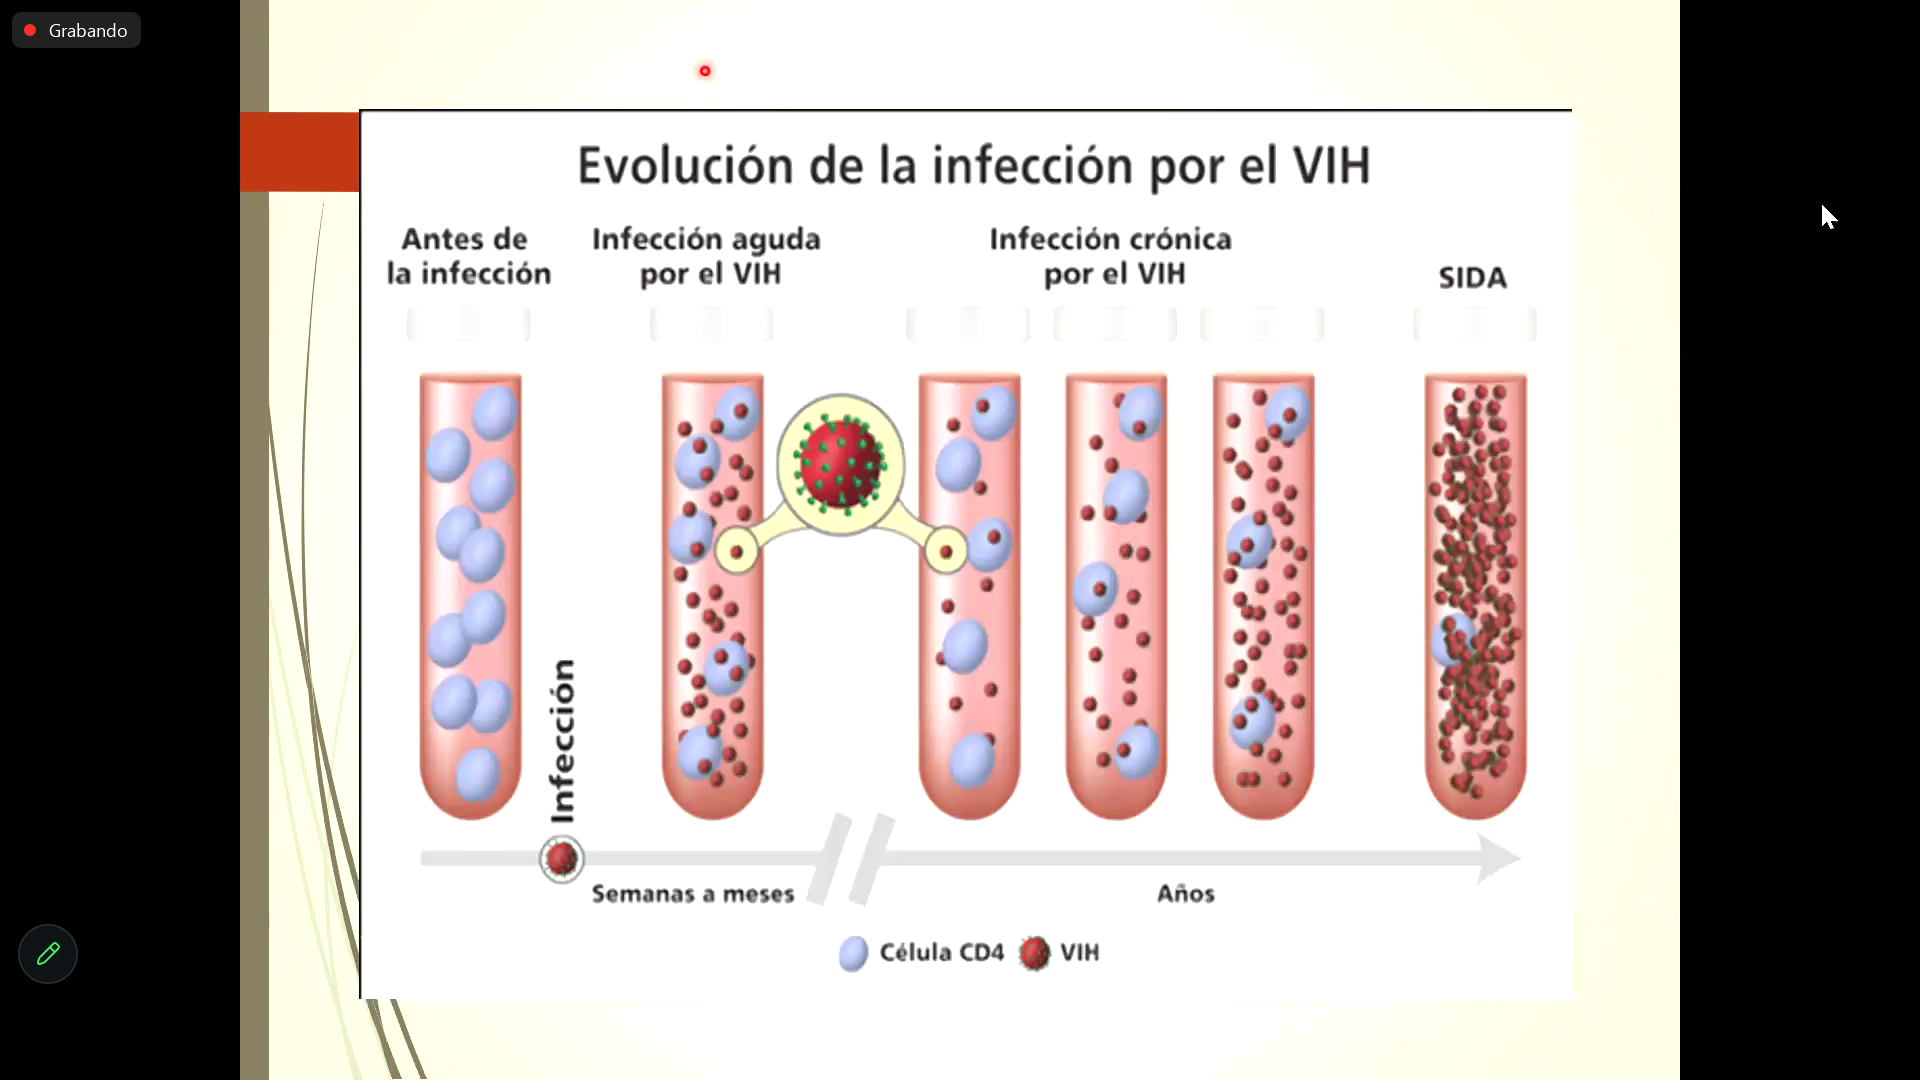 Grabando
Evolución de la infección por el VIH
Antes de
la infección
Infección aguda
por el VIH
Infección crónica
por el VIH
SIDA
Infección
Semanas a meses
Años
Célula CD4
VIH